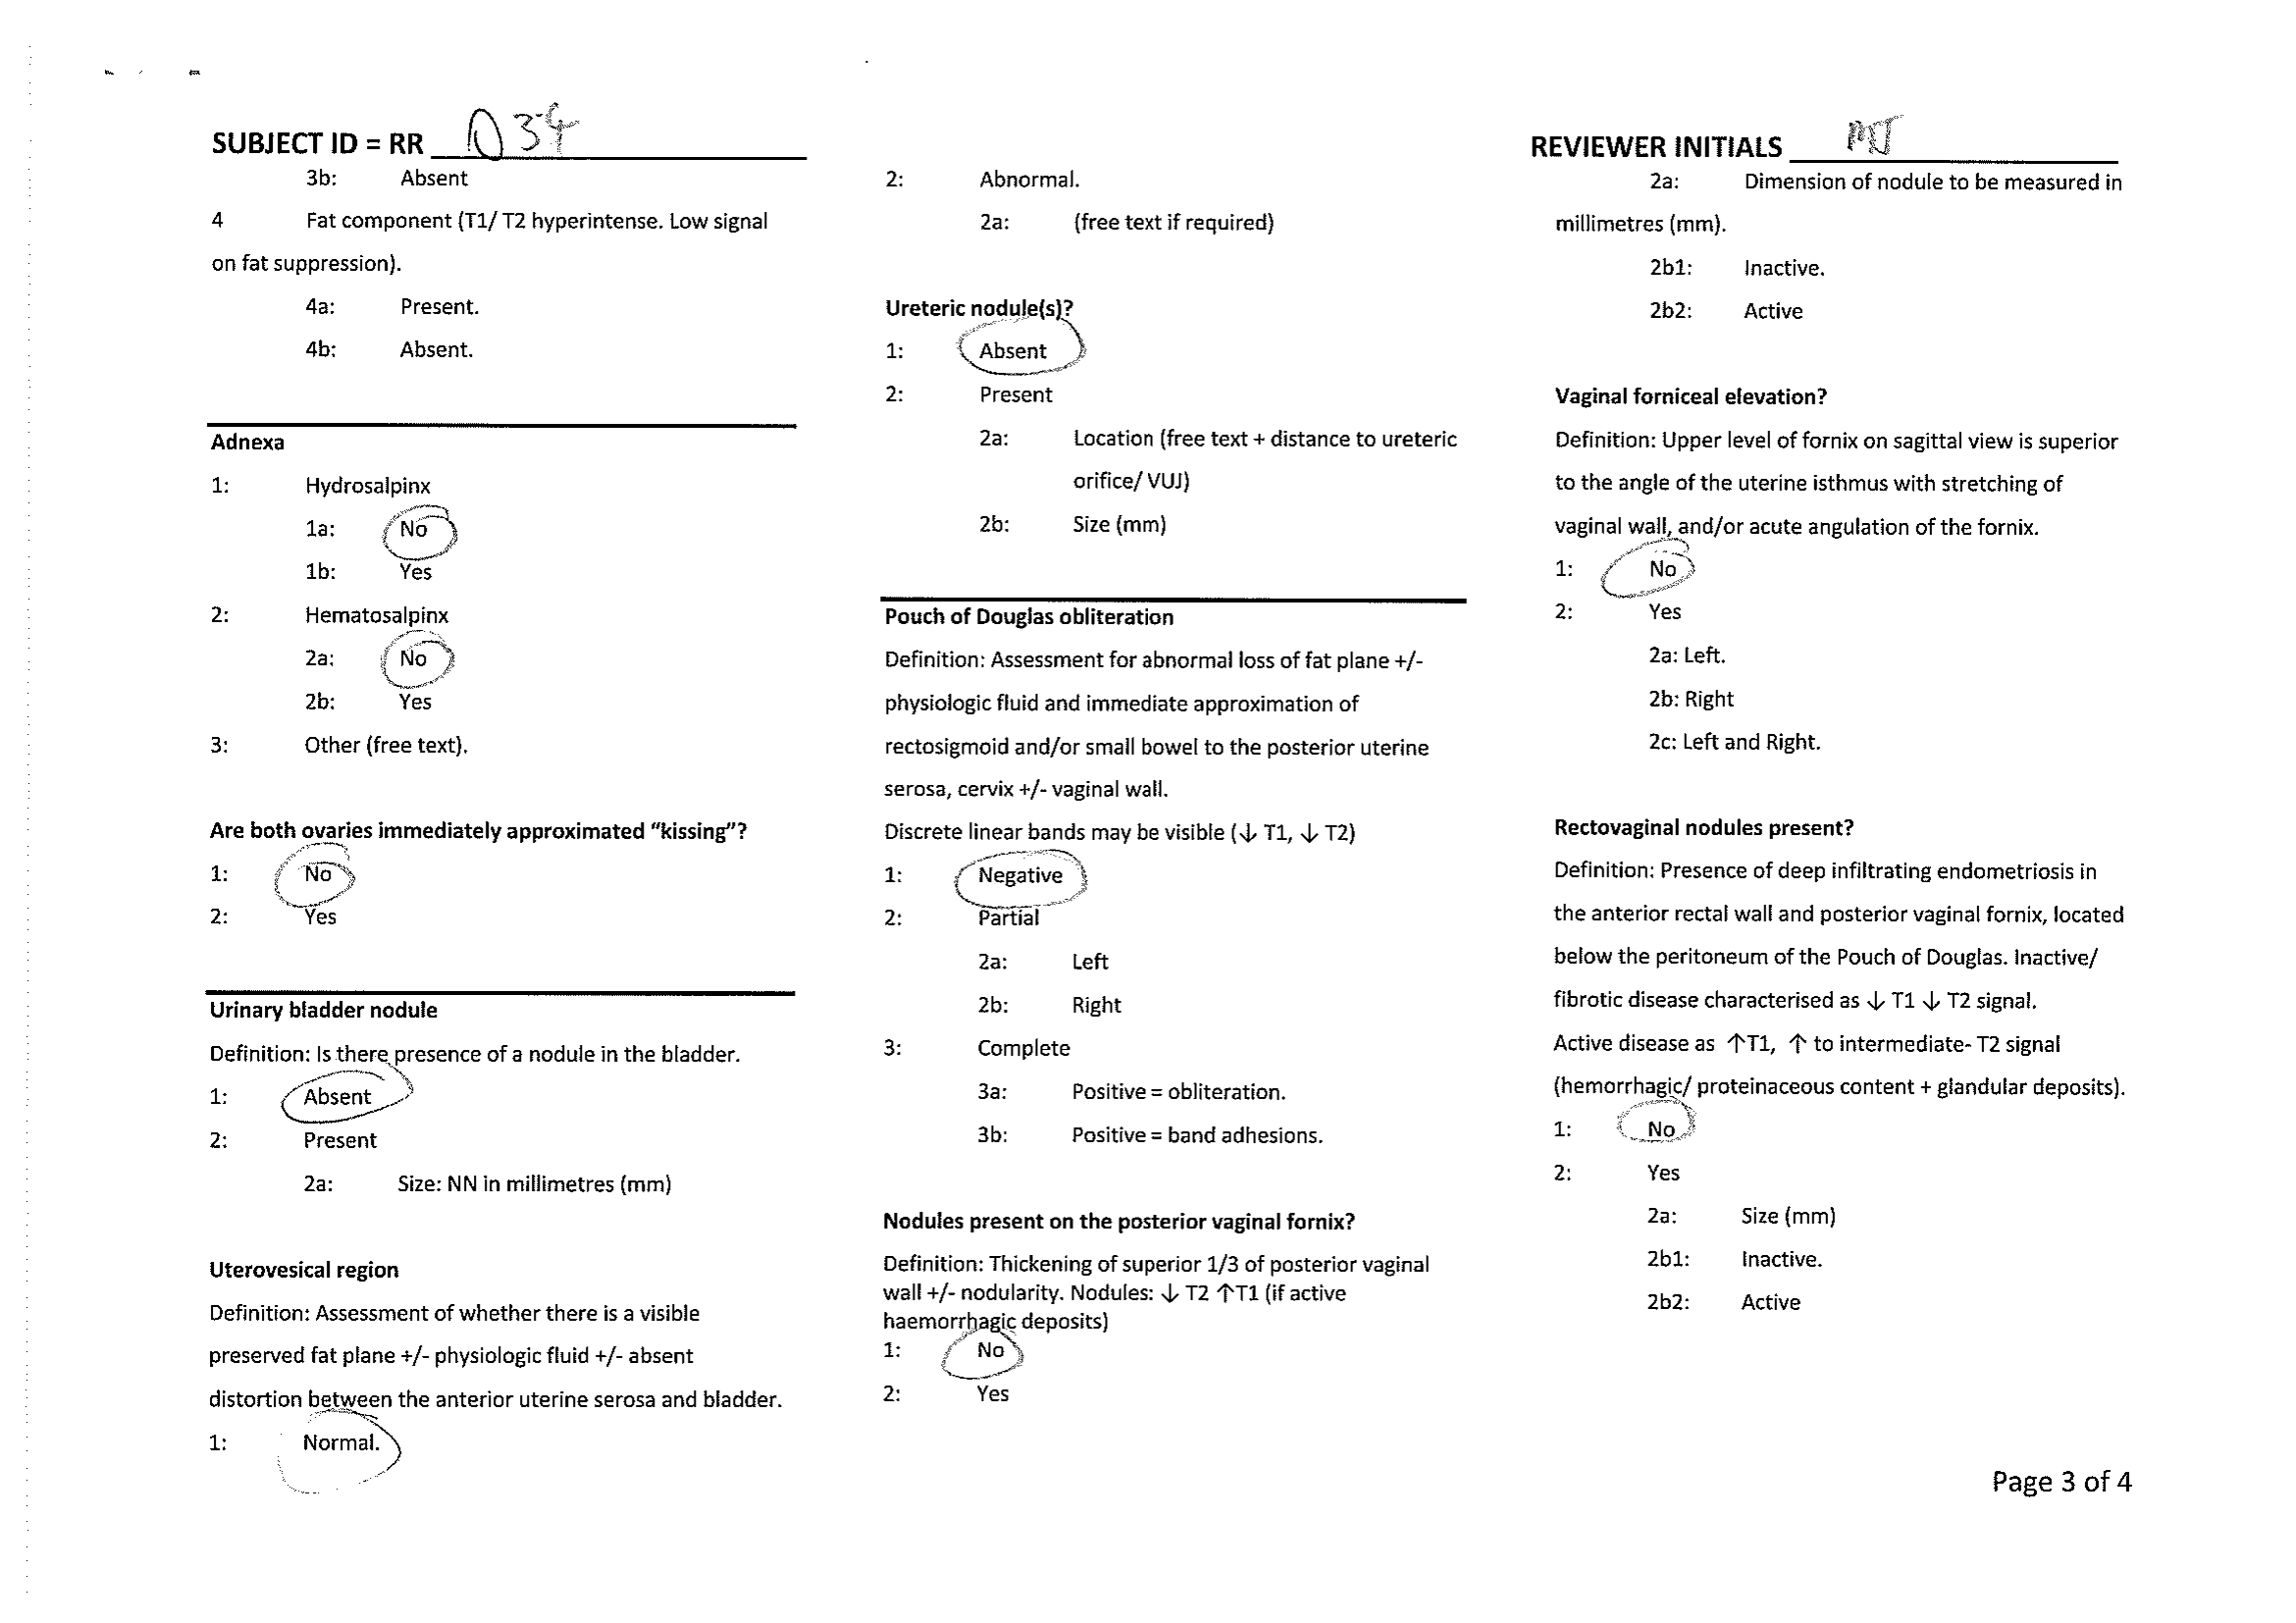 SUBJECT ID = RR 034
3b: Absent
4 Fat component (T1/ T2 hyperintense. Low signal
on fat suppression).
4a: Present.
4b: Absent.
Adnexa
1: Hydrosalpinx
1a: No
1b: Yes
2: Hematosalpinx
2a: No
2b: Yes
3: Other (free text).
Are both ovaries immediately approximated “kissing”?
1: No
2: Yes
Urinary bladder nodule
Definition: Is there presence of a nodule in the bladder.
1: Absent
2: Present
2a: Size: NN in millimetres (mm)
Uterovesical region
Definition: Assessment of whether there is a visible
preserved fat plane +/- physiologic fluid +/- absent
distortion between the anterior uterine serosa and bladder.
1: Normal.
2: Abnormal.
2a: (free text if required)
Ureteric nodule(s)?
1: Absent
2: Present
2a: Location (free text + distance to ureteric
orifice/ VUJ)
2b: Size (mm)
Pouch of Douglas obliteration
Definition: Assessment for abnormal loss of fat plane +/-
physiologic fluid and immediate approximation of
rectosigmoid and/or small bowel to the posterior uterine
serosa, cervix +/- vaginal wall.
Discrete linear bands may be visible (↓ T1, ↓ T2)
1: Negative
2: Partial
2a: Left
2b: Right
3: Complete
3a: Positive = obliteration.
3b: Positive = band adhesions.
Nodules present on the posterior vaginal fornix?
Definition: Thickening of superior 1/3 of posterior vaginal
wall +/- nodularity. Nodules: ↓ T2 ↑T1 (if active
haemorrhagic deposits)
1: No
2: Yes
REVIEWER INITIALS
2a: Dimension of nodule to be measured in
millimetres (mm).
2b1: Inactive.
2b2: Active
Vaginal forniceal elevation?
Definition: Upper level of fornix on sagittal view is superior
to the angle of the uterine isthmus with stretching of
vaginal wall, and/or acute angulation of the fornix.
1: No
2: Yes
2a: Left.
2b: Right
2c: Left and Right.
Rectovaginal nodules present?
Definition: Presence of deep infiltrating endometriosis in
the anterior rectal wall and posterior vaginal fornix, located
below the peritoneum of the Pouch of Douglas. Inactive/
fibrotic disease characterised as ↓ T1 ↓ T2 signal.
Active disease as ↑T1, ↑ to intermediate- T2 signal
(hemorrhagic/ proteinaceous content + glandular deposits).
1: No
2: Yes
2a: Size (mm)
2b1: Inactive.
2b2: Active
Page 3 of 4